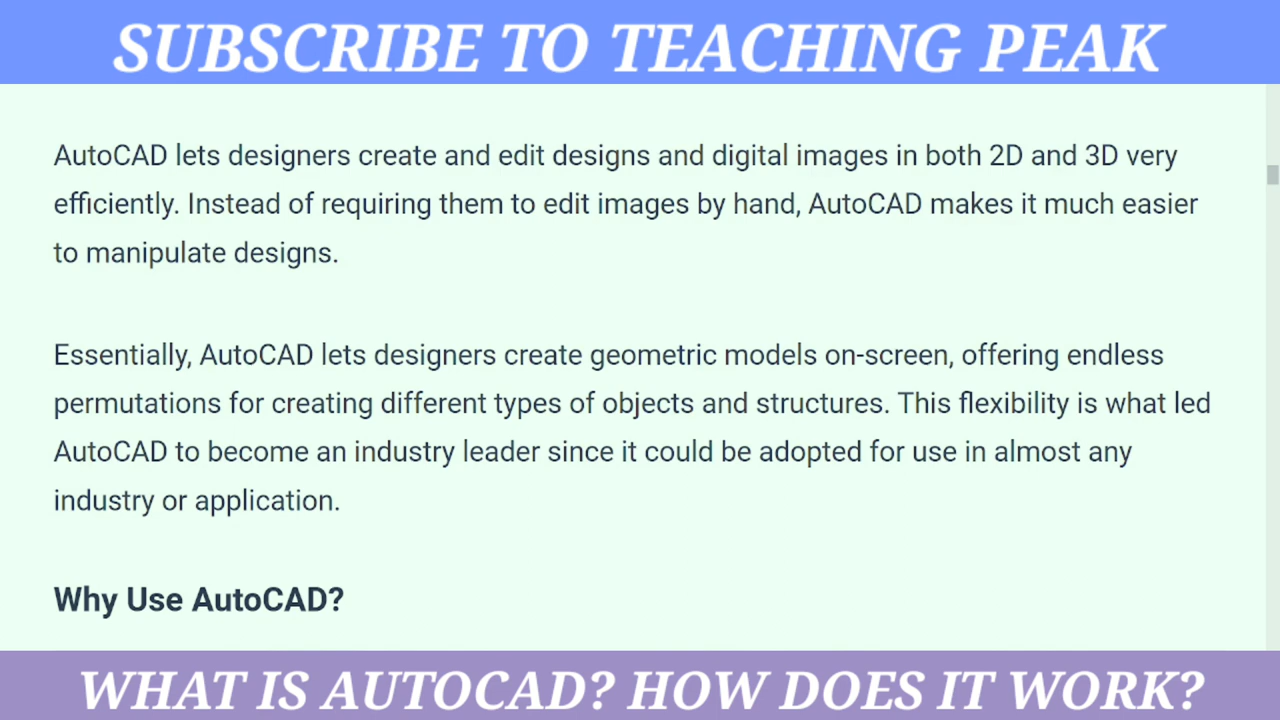 SUBSCRIBE TO TEACHING PEAK
AutoCAD lets designers create and edit designs and digital images in both 2D and 3D very
efficiently. Instead of requiring them to edit images by hand, AutoCAD makes it much easier
to manipulate designs.
Essentially, AutoCAD lets designers create geometric models on-screen, offering endless
permutations for creating different types of objects and structures. This flexibility is what led
AutoCAD to become an industry leader since it could be adopted for use in almost any
industry or application.
Why Use AutoCAD?
WHAT IS AUTOCAD? HOW DOES IT WORK?